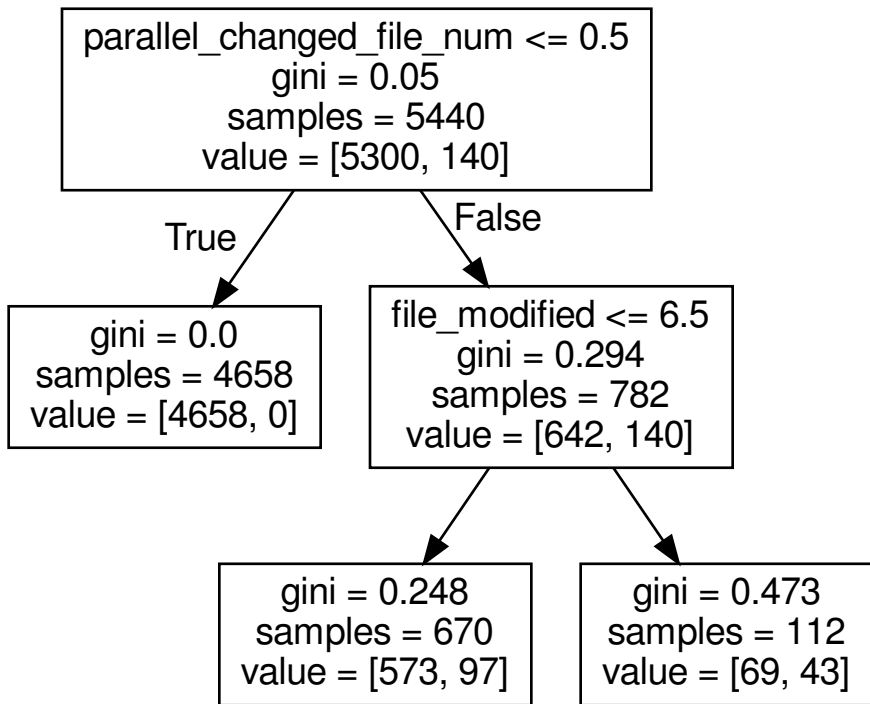 parallel_changed_file_num <= 0.5
gini = 0.05
samples = 5440
value = [5300, 140]
True
False
gini = 0.0
samples = 4658
value = [4658, 0]
file_modified <= 6.5
gini = 0.294
samples = 782
value = [642, 140]
gini = 0.248
samples = 670
value = [573, 97]
gini = 0.473
samples = 112
value = [69, 43]